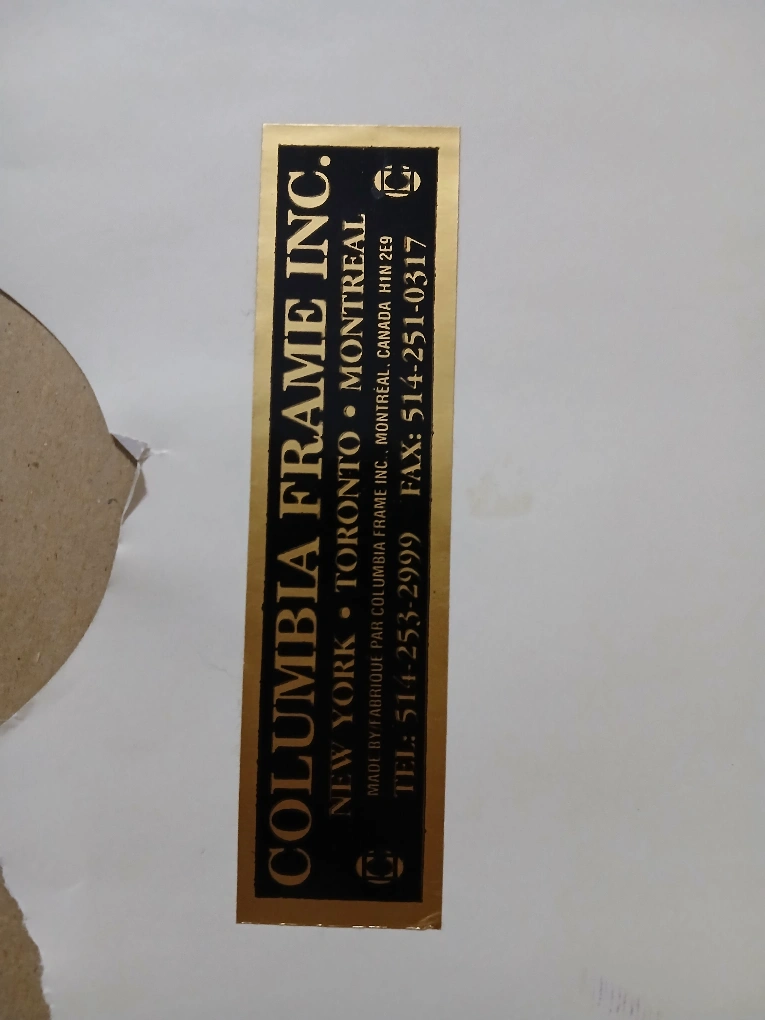 COLUMBIA FRAME INC.
NEW YORK • TORONTO • MONTREAL
MADE BY/FABRIQUE PAR COLUMBIA FRAME INC., MONTRÉAL, CANADA H1N 2E9
TEL: 514-253-2999 FAX: 514-251-0317